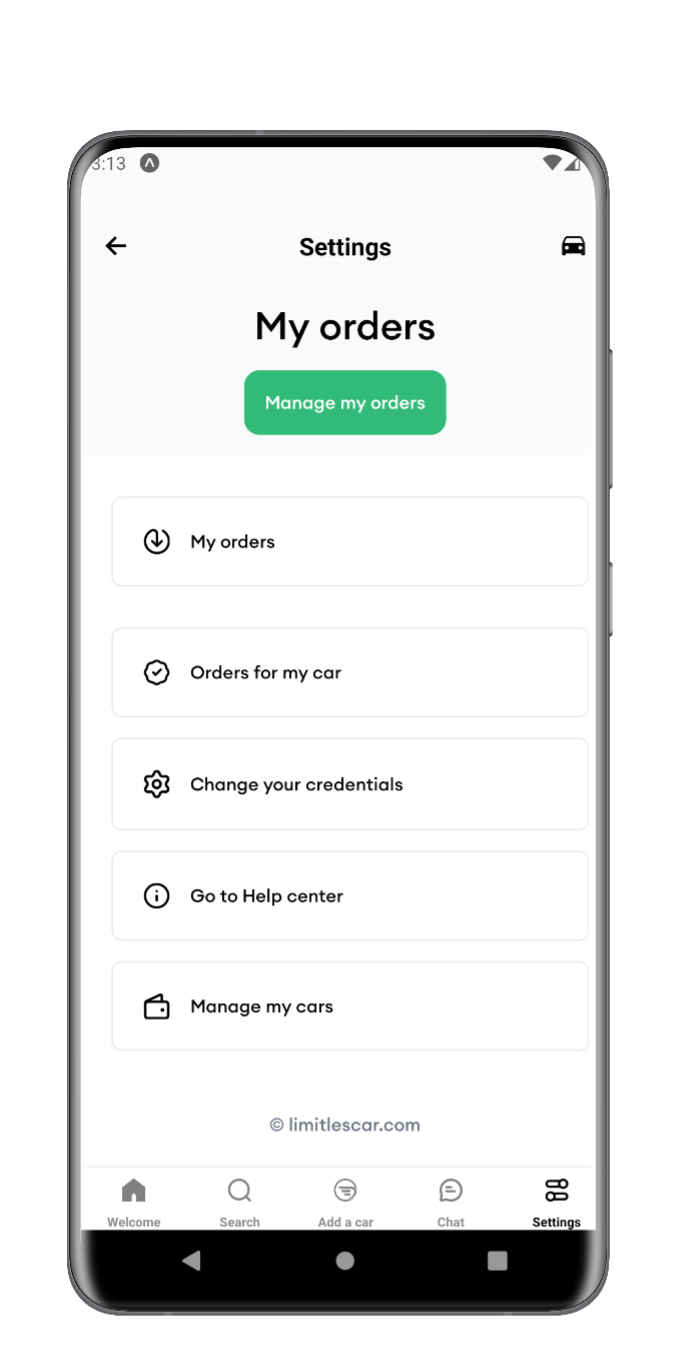 3:13
Settings
My orders
Manage my orders
My orders
Orders for my car
Change your credentials
Go to Help center
Manage my cars
© limitlescar.com
Welcome Search Add a car Chat Settings